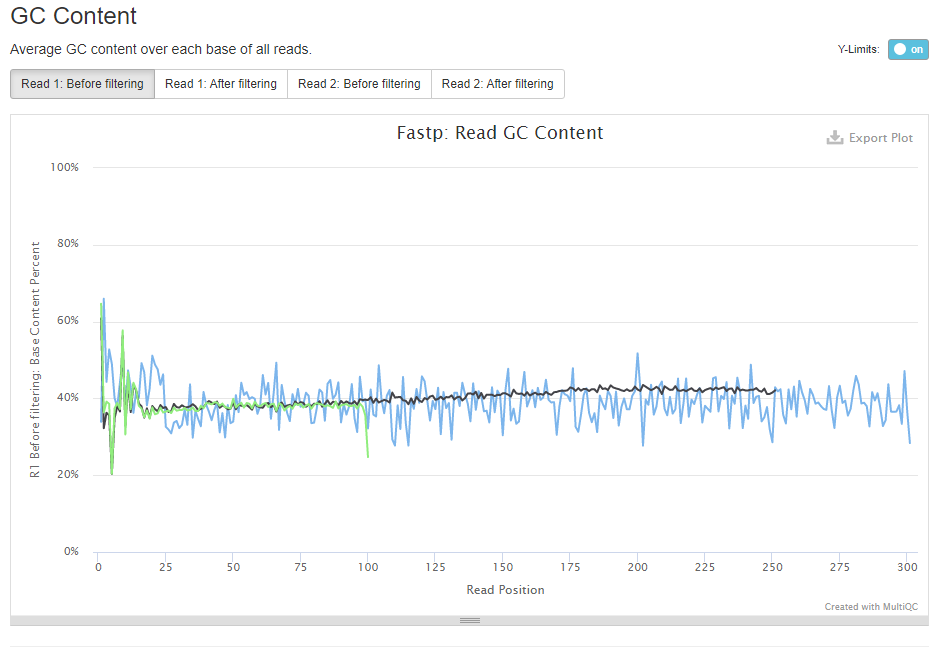 GC Content
Average GC content over each base of all reads.
Y-Limits: on
Read 1: Before filtering Read 1: After filtering Read 2: Before filtering Read 2: After filtering
Fastp: Read GC Content
Export Plot
100%
80%
60%
40%
20%
0%
R1 Before filtering: Base Content Percent
0 25 50 75 100 125 150 175 200 225 250 275 300
Read Position
Created with MultiQC